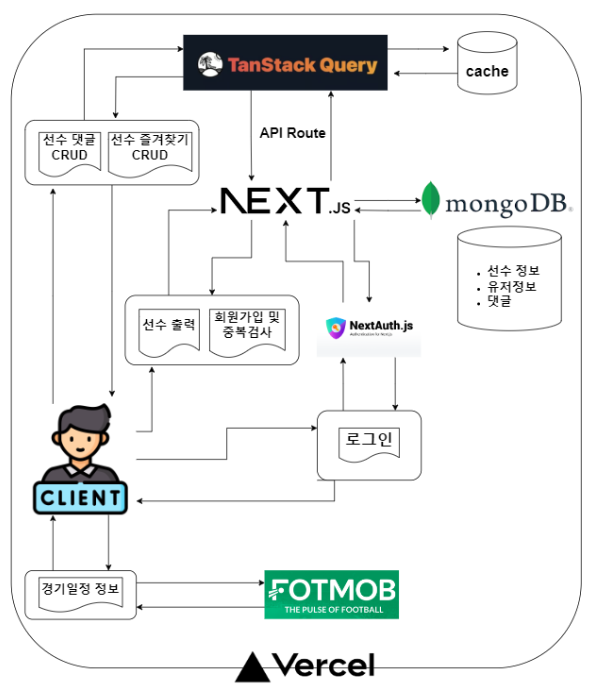 TanStack Query
cache
선수 댓글
CRUD
선수 즐겨찾기
CRUD
API Route
NEXT.JS
mongoDB®
선수 정보
유저정보
댓글
선수 출력
회원가입 및
중복검사
NextAuth.js
Authentication for Next.js
로그인
CLIENT
경기일정 정보
FOTMOB
THE PULSE OF FOOTBALL
Vercel